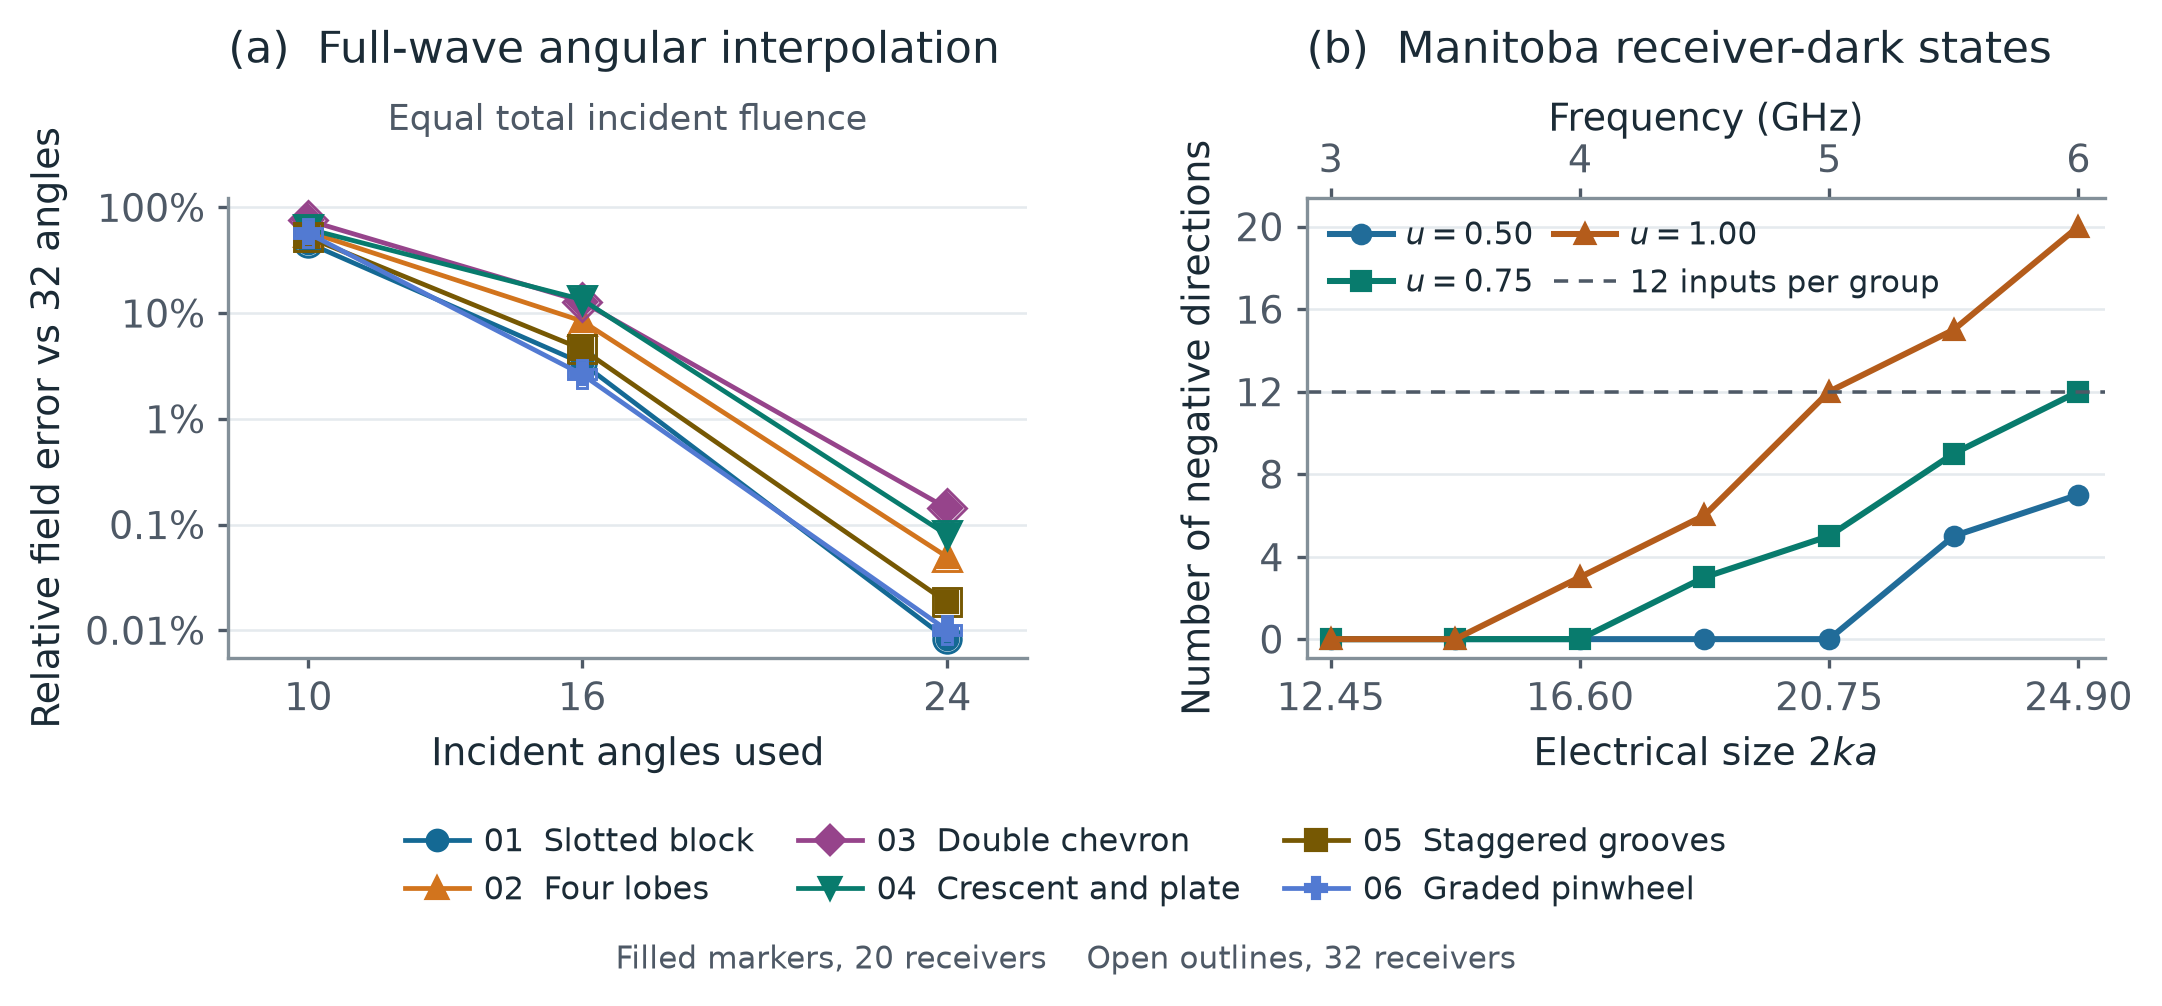 (a) Full-wave angular interpolation
Equal total incident fluence
Relative field error vs 32 angles
100%
10%
1%
0.1%
0.01%
10 16 24
Incident angles used
(b) Manitoba receiver-dark states
Frequency (GHz)
3 4 5 6
Number of negative directions
20
16
12
8
4
0
u = 0.50
u = 0.75
u = 1.00
12 inputs per group
12.45 16.60 20.75 24.90
Electrical size 2ka
01 Slotted block
02 Four lobes
03 Double chevron
04 Crescent and plate
05 Staggered grooves
06 Graded pinwheel
Filled markers, 20 receivers Open outlines, 32 receivers